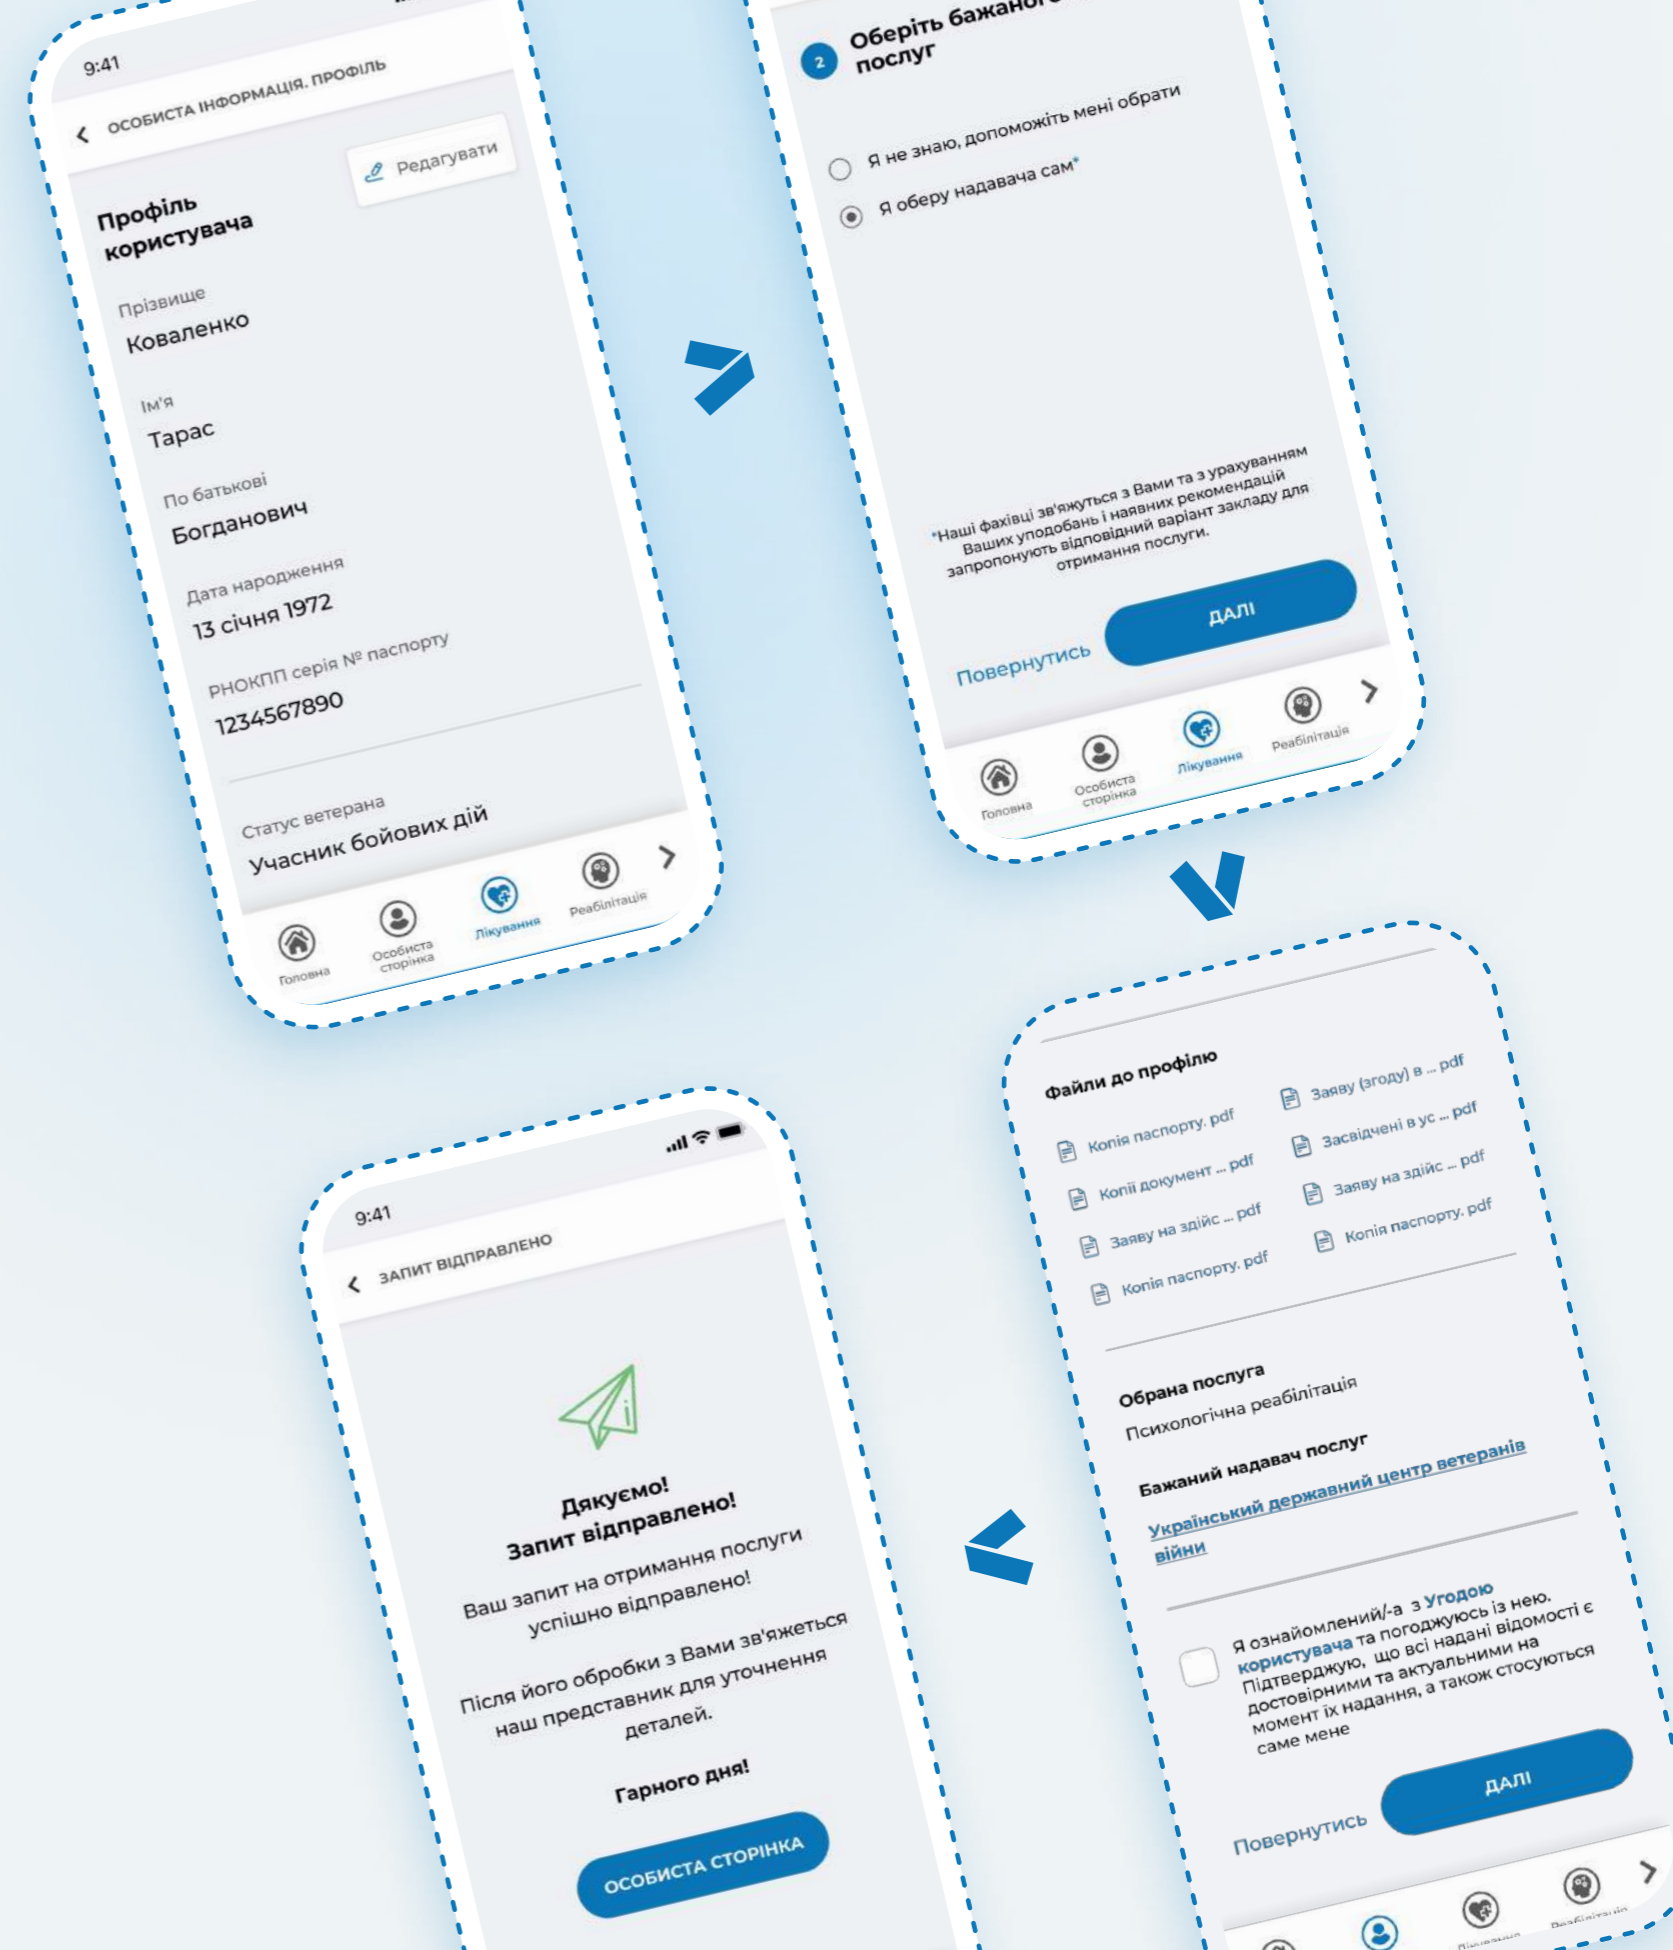 9:41
ОСОБИСТА ІНФОРМАЦІЯ. ПРОФІЛЬ
Редагувати
Профіль
користувача
Прізвище
Коваленко
Ім'я
Тарас
По батькові
Богданович
Дата народження
13 січня 1972
РНОКПП серія № паспорту
1234567890
Статус ветерана
Учасник бойових дій
Головна
Особиста
сторінка
Лікування
Реабілітація
2
Оберіть бажаного
послуг
Я не знаю, допоможіть мені обрати
Я оберу надавача сам*
*Наші фахівці зв'яжуться з Вами та з урахуванням
Ваших уподобань і наявних рекомендацій
запропонують відповідний варіант закладу для
отримання послуги.
Повернутись
ДАЛІ
Головна
Особиста
сторінка
Лікування
Реабілітація
Файли до профілю
Копія паспорту. pdf
Заяву (згоду) в ... pdf
Копії документ ... pdf
Засвідчені в ус ... pdf
Заяву на здійс ... pdf
Заяву на здійс ... pdf
Копія паспорту. pdf
Копія паспорту. pdf
Обрана послуга
Психологічна реабілітація
Бажаний надавач послуг
Український державний центр ветеранів
війни
Я ознайомлений/-а з Угодою
користувача та погоджуюсь із нею.
Підтверджую, що всі надані відомості є
достовірними та актуальними на
момент їх надання, а також стосуються
саме мене
Повернутись
ДАЛІ
Лікування
Реабілітація
9:41
ЗАПИТ ВІДПРАВЛЕНО
Дякуємо!
Запит відправлено!
Ваш запит на отримання послуги
успішно відправлено!
Після його обробки з Вами зв'яжеться
наш представник для уточнення
деталей.
Гарного дня!
ОСОБИСТА СТОРІНКА